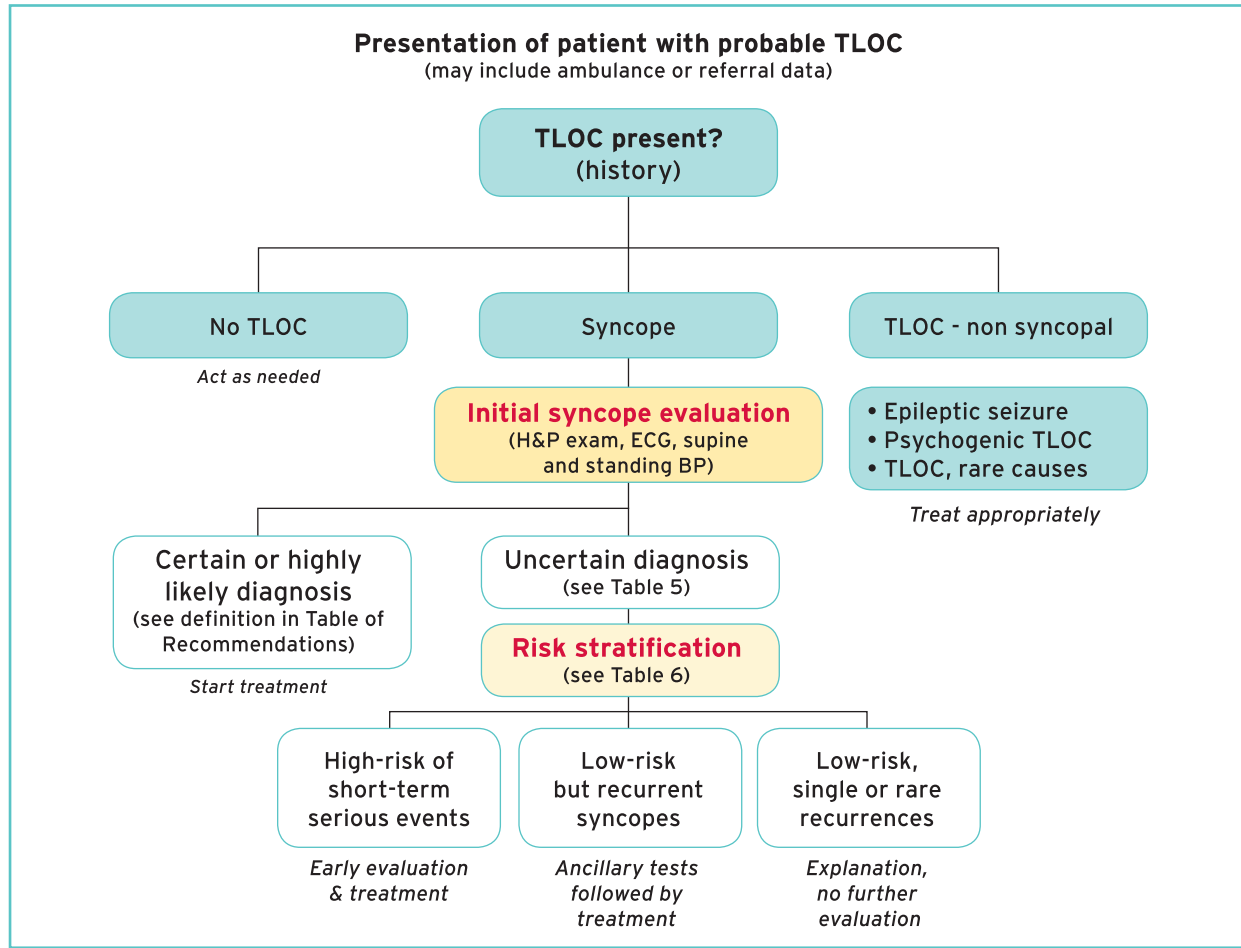 Presentation of patient with probable TLOC
(may include ambulance or referral data)
TLOC present?
(history)
No TLOC
Act as needed
Syncope
TLOC - non syncopal
Initial syncope evaluation
(H&P exam, ECG, supine
and standing BP)
• Epileptic seizure
• Psychogenic TLOC
• TLOC, rare causes
Treat appropriately
Certain or highly
likely diagnosis
(see definition in Table of
Recommendations)
Start treatment
Uncertain diagnosis
(see Table 5)
Risk stratification
(see Table 6)
High-risk of
short-term
serious events
Early evaluation
& treatment
Low-risk
but recurrent
syncopes
Ancillary tests
followed by
treatment
Low-risk,
single or rare
recurrences
Explanation,
no further
evaluation